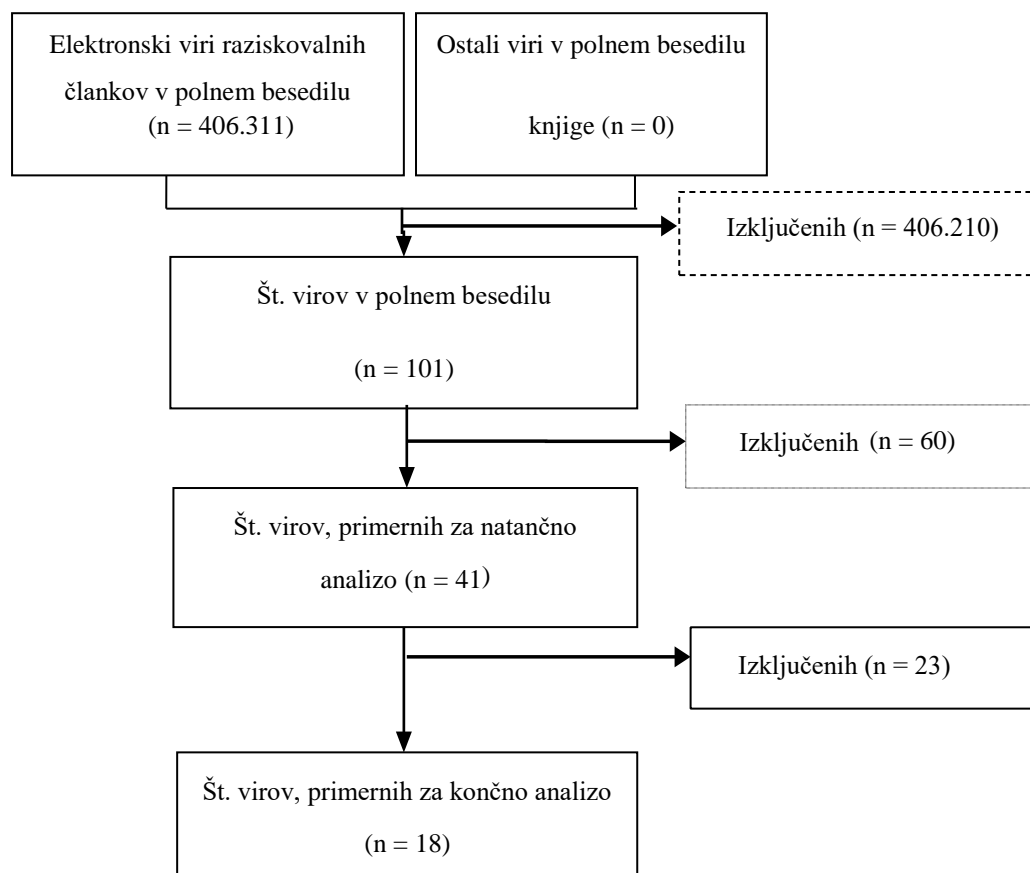 Elektronski viri raziskovalnih
člankov v polnem besedilu
(n = 406.311)
Ostali viri v polnem besedilu
knjige (n = 0)
Izključenih (n = 406.210)
Št. virov v polnem besedilu
(n = 101)
Izključenih (n = 60)
Št. virov, primernih za natančno
analizo (n = 41)
Izključenih (n = 23)
Št. virov, primernih za končno analizo
(n = 18)